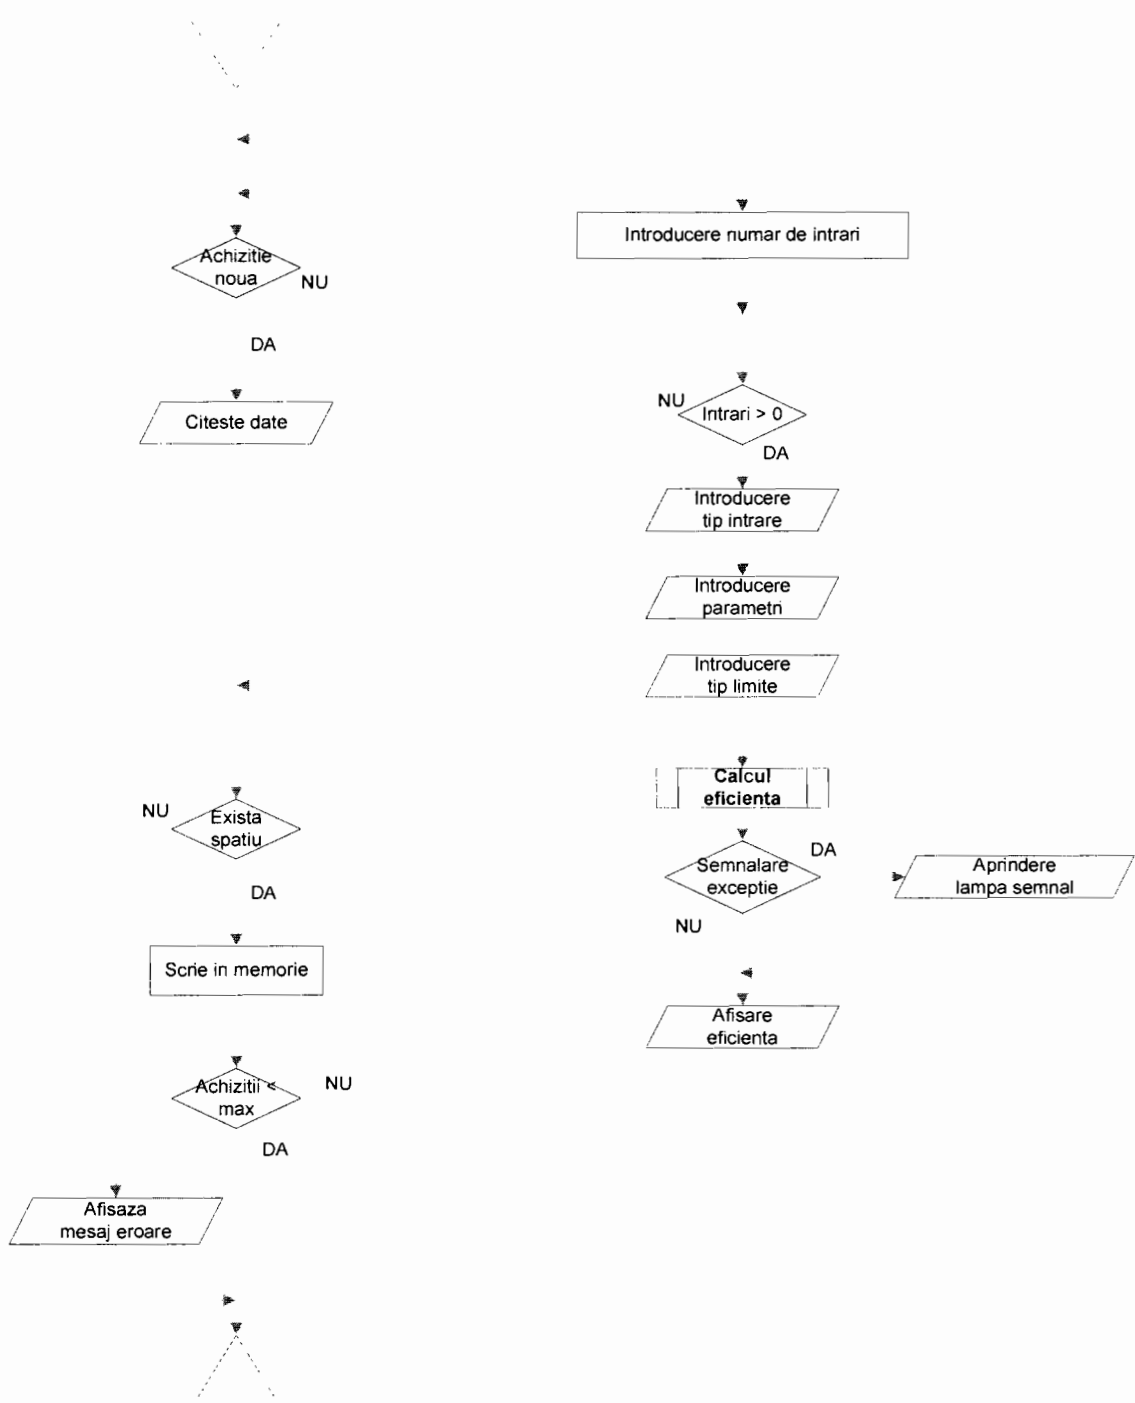 Achizitie
noua
NU
DA
Citeste date
NU
Exista
spatiu
DA
Scrie in memorie
Achizitii <
max
NU
DA
Afisaza
mesaj eroare
Introducere numar de intrari
NU
Intrari > 0
DA
Introducere
tip intrare
Introducere
parametri
Introducere
tip limite
Calcul
eficienta
DA
Semnalare
exceptie
NU
Aprindere
lampa semnal
Afisare
eficienta